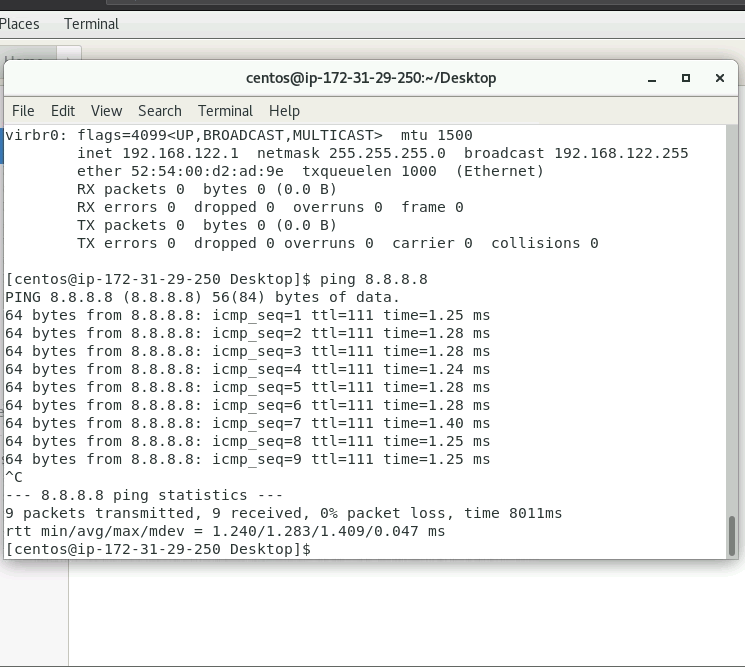 Places Terminal
centos@ip-172-31-29-250:~/Desktop
File Edit View Search Terminal Help
virbr0: flags=4099<UP,BROADCAST,MULTICAST>  mtu 1500
        inet 192.168.122.1  netmask 255.255.255.0  broadcast 192.168.122.255
        ether 52:54:00:d2:ad:9e  txqueuelen 1000  (Ethernet)
        RX packets 0  bytes 0 (0.0 B)
        RX errors 0  dropped 0  overruns 0  frame 0
        TX packets 0  bytes 0 (0.0 B)
        TX errors 0  dropped 0 overruns 0  carrier 0  collisions 0
[centos@ip-172-31-29-250 Desktop]$ ping 8.8.8.8
PING 8.8.8.8 (8.8.8.8) 56(84) bytes of data.
64 bytes from 8.8.8.8: icmp_seq=1 ttl=111 time=1.25 ms
64 bytes from 8.8.8.8: icmp_seq=2 ttl=111 time=1.28 ms
64 bytes from 8.8.8.8: icmp_seq=3 ttl=111 time=1.28 ms
64 bytes from 8.8.8.8: icmp_seq=4 ttl=111 time=1.24 ms
64 bytes from 8.8.8.8: icmp_seq=5 ttl=111 time=1.28 ms
64 bytes from 8.8.8.8: icmp_seq=6 ttl=111 time=1.28 ms
64 bytes from 8.8.8.8: icmp_seq=7 ttl=111 time=1.40 ms
64 bytes from 8.8.8.8: icmp_seq=8 ttl=111 time=1.25 ms
64 bytes from 8.8.8.8: icmp_seq=9 ttl=111 time=1.25 ms
^C
--- 8.8.8.8 ping statistics ---
9 packets transmitted, 9 received, 0% packet loss, time 8011ms
rtt min/avg/max/mdev = 1.240/1.283/1.409/0.047 ms
[centos@ip-172-31-29-250 Desktop]$